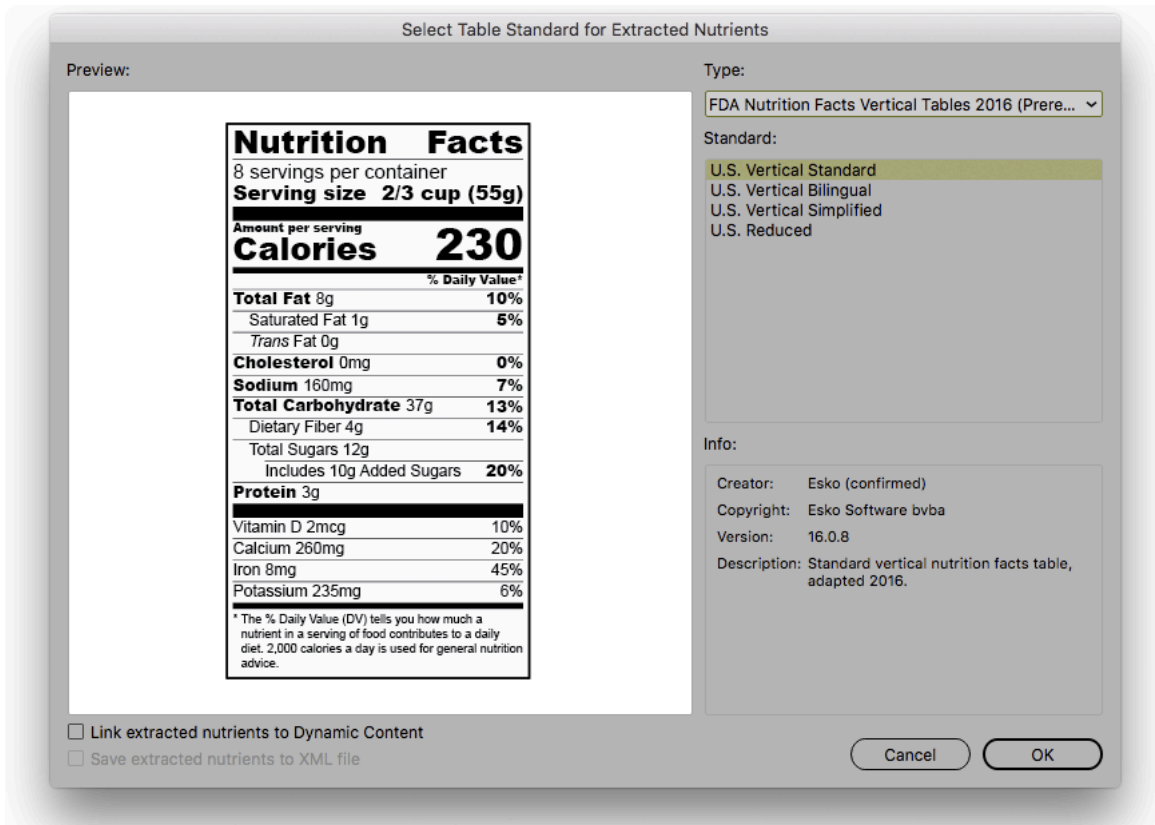 Select Table Standard for Extracted Nutrients
Preview:
Nutrition Facts
8 servings per container
Serving size 2/3 cup (55g)
Amount per serving
Calories 230
% Daily Value*
Total Fat 8g 10%
Saturated Fat 1g 5%
Trans Fat 0g
Cholesterol 0mg 0%
Sodium 160mg 7%
Total Carbohydrate 37g 13%
Dietary Fiber 4g 14%
Total Sugars 12g
Includes 10g Added Sugars 20%
Protein 3g
Vitamin D 2mcg 10%
Calcium 260mg 20%
Iron 8mg 45%
Potassium 235mg 6%
* The % Daily Value (DV) tells you how much a
nutrient in a serving of food contributes to a daily
diet. 2,000 calories a day is used for general nutrition
advice.
Link extracted nutrients to Dynamic Content
Save extracted nutrients to XML file
Type:
FDA Nutrition Facts Vertical Tables 2016 (Prere...
Standard:
U.S. Vertical Standard
U.S. Vertical Bilingual
U.S. Vertical Simplified
U.S. Reduced
Info:
Creator: Esko (confirmed)
Copyright: Esko Software bvba
Version: 16.0.8
Description: Standard vertical nutrition facts table,
adapted 2016.
Cancel OK